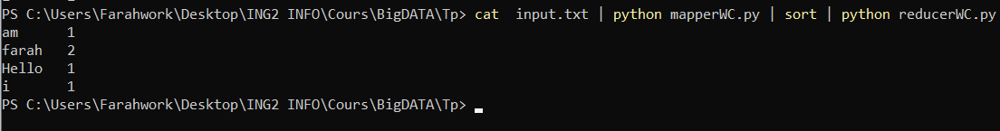 PS C:\Users\Farahwork\Desktop\ING2 INFO\Cours\BigDATA\Tp> cat  input.txt | python mapperWC.py | sort | python reducerWC.py
am      1
farah   2
Hello   1
i       1
PS C:\Users\Farahwork\Desktop\ING2 INFO\Cours\BigDATA\Tp>